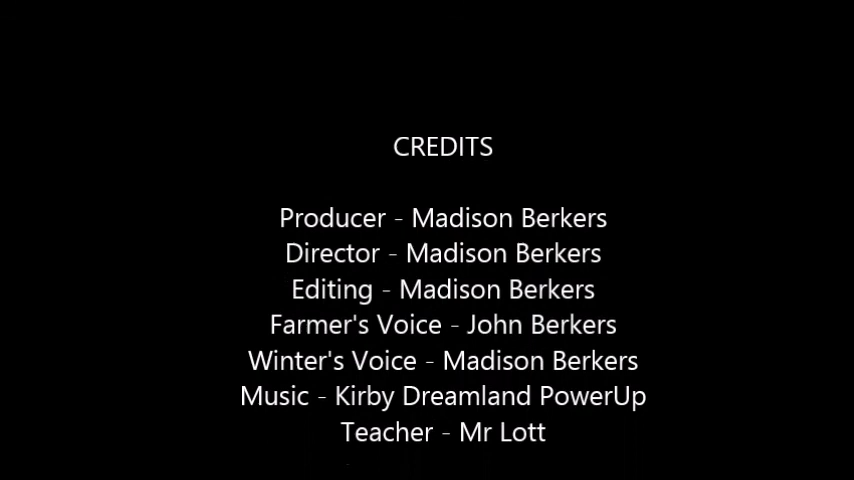 CREDITS
Producer - Madison Berkers
Director - Madison Berkers
Editing - Madison Berkers
Farmer's Voice - John Berkers
Winter's Voice - Madison Berkers
Music - Kirby Dreamland PowerUp
Teacher - Mr Lott